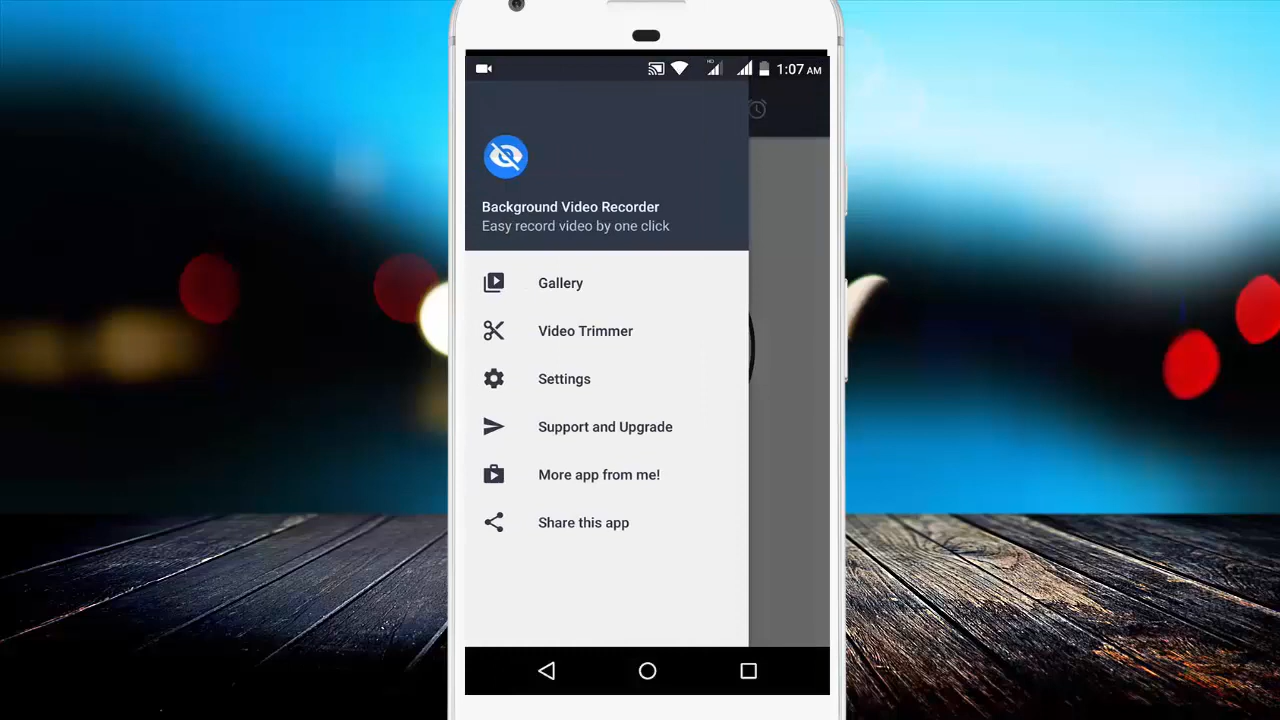 1:07 AM
Background Video Recorder
Easy record video by one click
Gallery
Video Trimmer
Settings
Support and Upgrade
More app from me!
Share this app